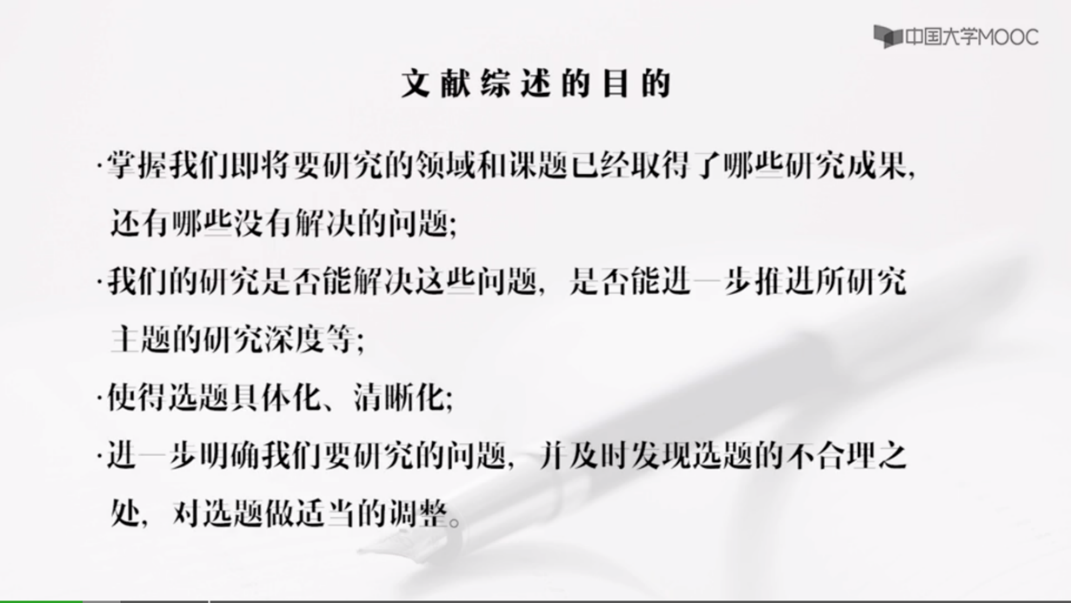 中国大学MOOC
文献综述的目的
·掌握我们即将要研究的领域和课题已经取得了哪些研究成果,
还有哪些没有解决的问题;
·我们的研究是否能解决这些问题，是否能进一步推进所研究
主题的研究深度等;
·使得选题具体化、清晰化;
·进一步明确我们要研究的问题，并及时发现选题的不合理之
处，对选题做适当的调整。